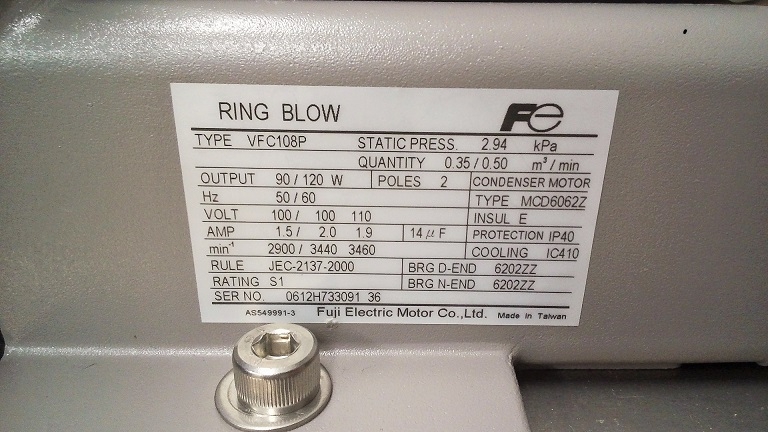 RING BLOW Fe
TYPE VFC108P STATIC PRESS. 2.94 kPa
QUANTITY 0.35 / 0.50 m³ / min
OUTPUT 90 / 120 W POLES 2 CONDENSER MOTOR
Hz 50 / 60 TYPE MCD6062Z
VOLT 100 / 100 110 INSUL E
AMP 1.5 / 2.0 1.9 14μF PROTECTION IP40
min⁻¹ 2900 / 3440 3460 COOLING IC410
RULE JEC-2137-2000 BRG D-END 6202ZZ
RATING S1 BRG N-END 6202ZZ
SER NO. 0612H733091 36
AS549991-3 Fuji Electric Motor Co.,Ltd. Made in Taiwan